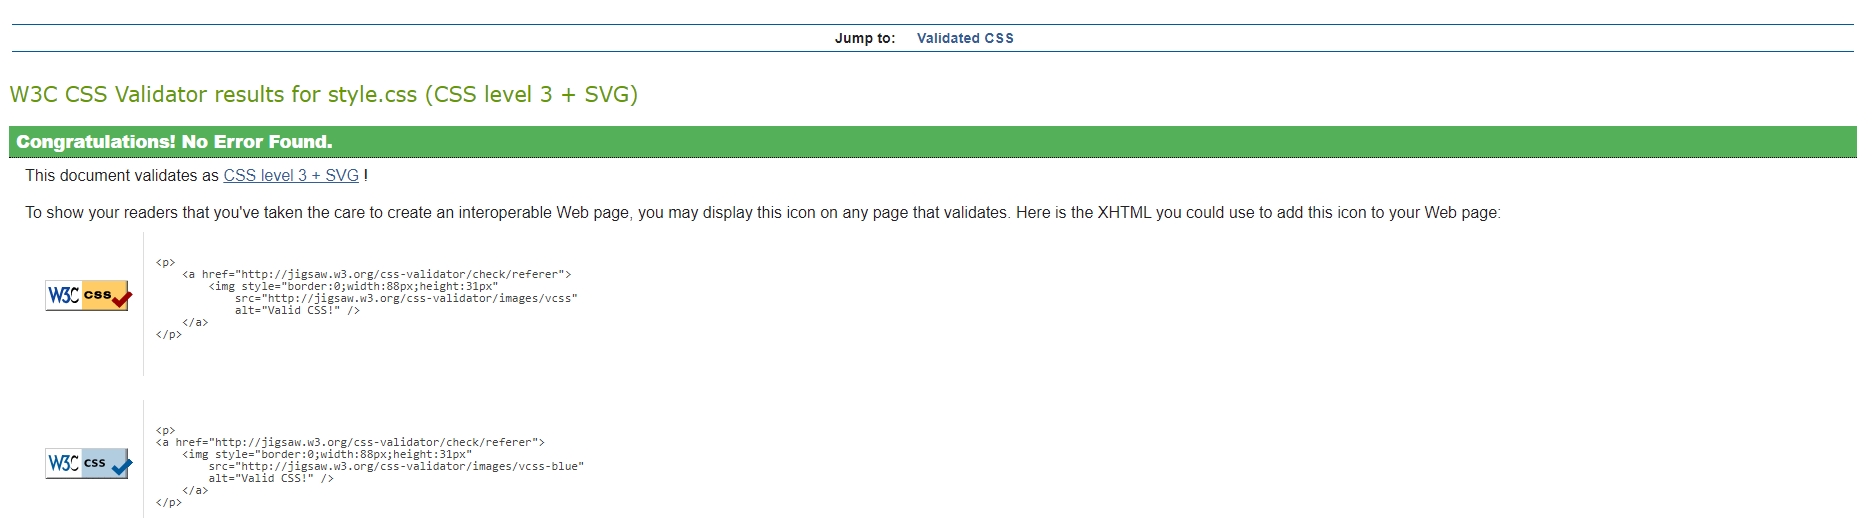 Jump to: Validated CSS
W3C CSS Validator results for style.css (CSS level 3 + SVG)
Congratulations! No Error Found.
This document validates as CSS level 3 + SVG !
To show your readers that you've taken the care to create an interoperable Web page, you may display this icon on any page that validates. Here is the XHTML you could use to add this icon to your Web page:
W3C css
<p>
    <a href="http://jigsaw.w3.org/css-validator/check/referer">
        <img style="border:0;width:88px;height:31px"
            src="http://jigsaw.w3.org/css-validator/images/vcss"
            alt="Valid CSS!" />
    </a>
</p>
W3C css
<p>
<a href="http://jigsaw.w3.org/css-validator/check/referer">
    <img style="border:0;width:88px;height:31px"
        src="http://jigsaw.w3.org/css-validator/images/vcss-blue"
        alt="Valid CSS!" />
    </a>
</p>